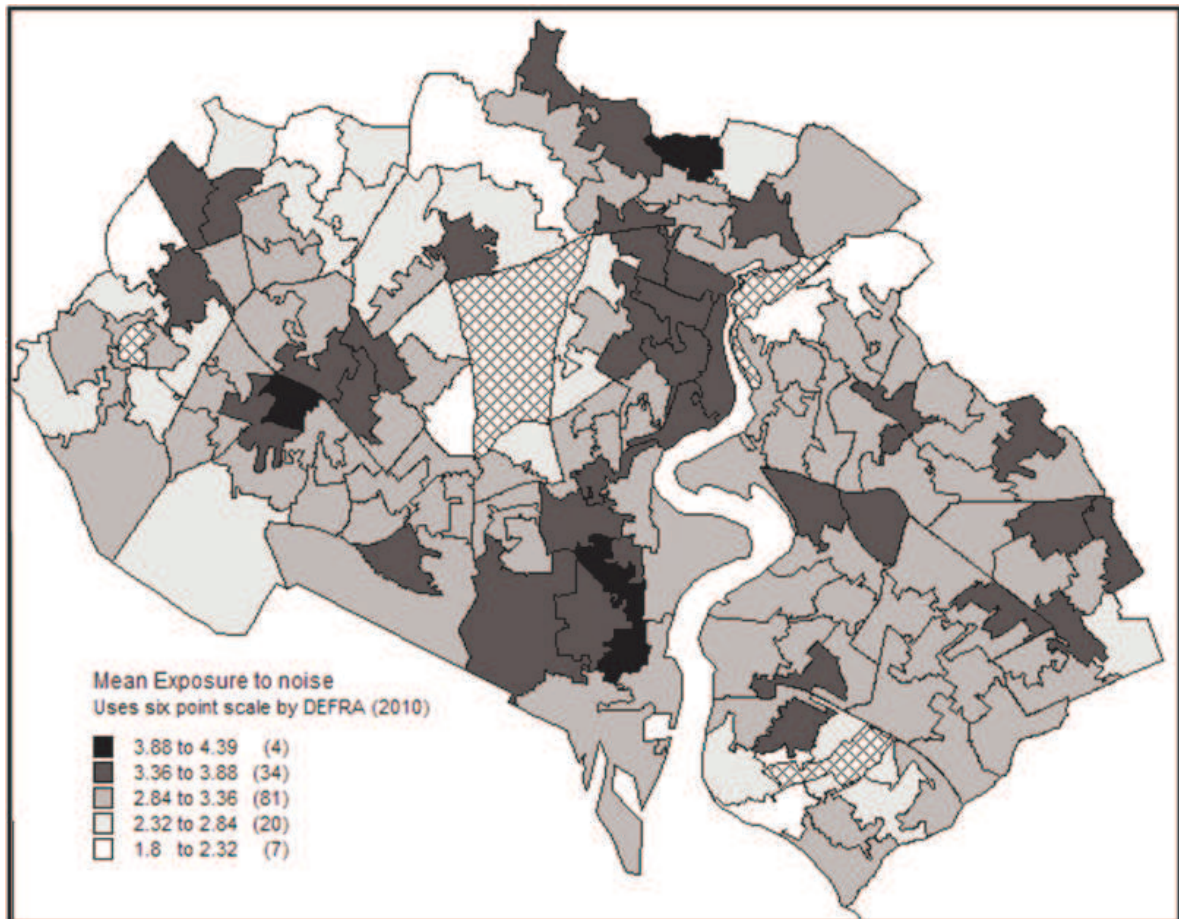 Mean Exposure to noise
Uses six point scale by DEFRA (2010)
3.88 to 4.39 (4)
3.36 to 3.88 (34)
2.84 to 3.36 (81)
2.32 to 2.84 (20)
1.8 to 2.32 (7)